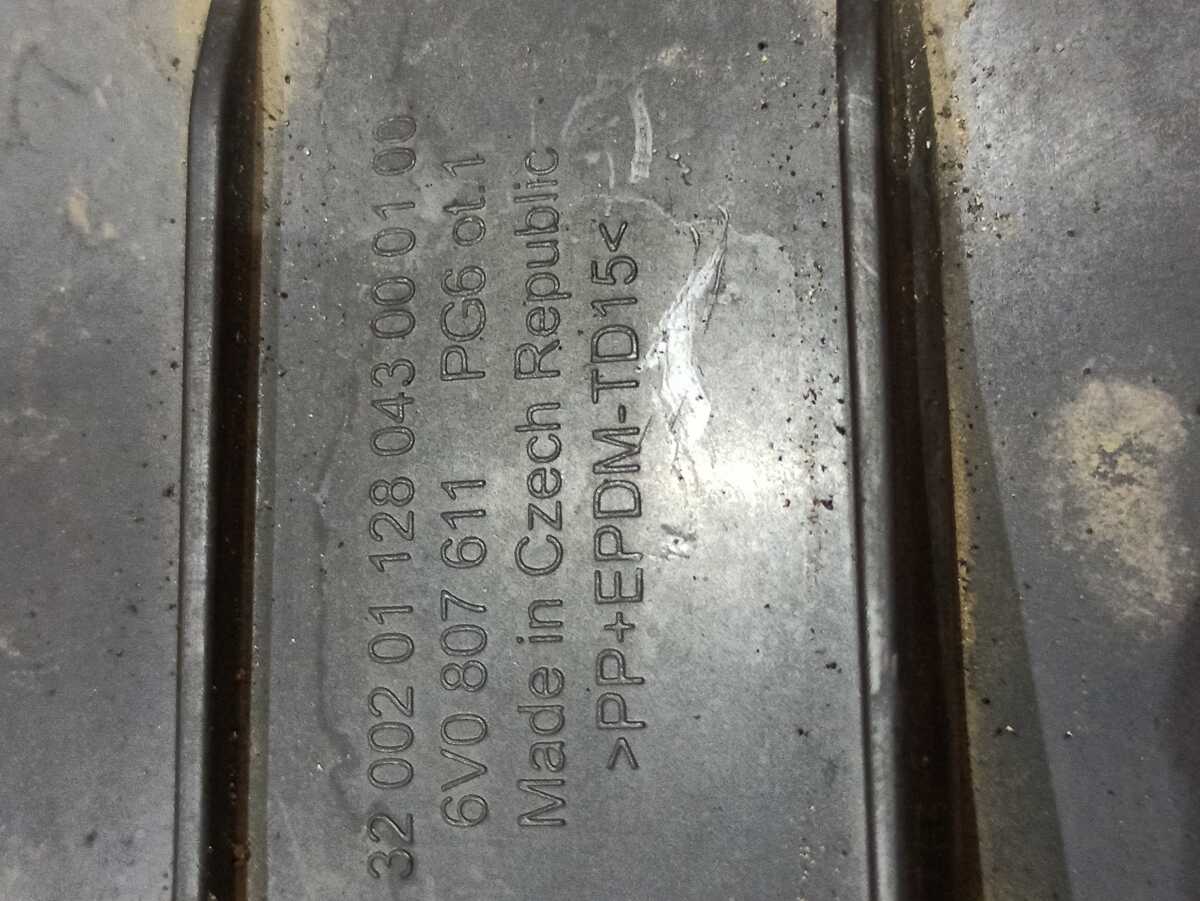 32 002 01 128 043 00 01 00
6V0 807 611 PG6 ot.1
Made in Czech Republic
>PP+EPDM-TD15<